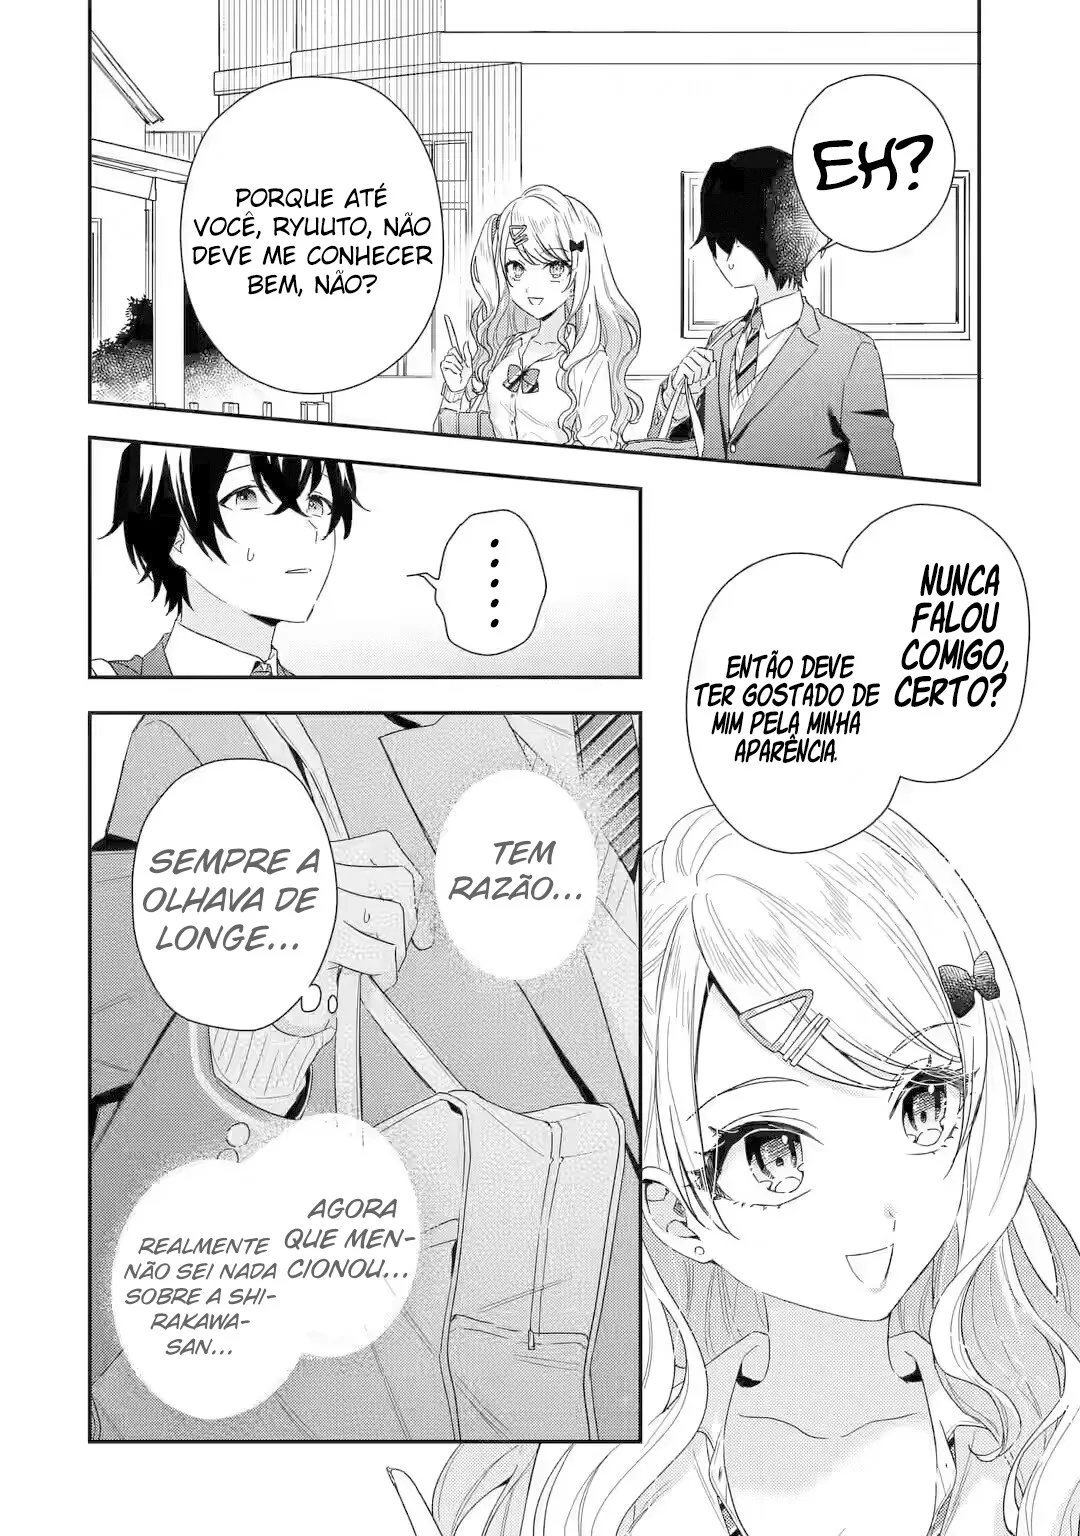 EH?
PORQUE ATÉ
VOCÊ, RYUUTO, NÃO
DEVE ME CONHECER
BEM, NÃO?
.....
NUNCA
FALOU
COMIGO,
CERTO?
ENTÃO DEVE
TER GOSTADO DE
MIM PELA MINHA
APARÊNCIA.
TEM
RAZÃO...
SEMPRE A
OLHAVA DE
LONGE...
AGORA
QUE MEN-
CIONOU...
REALMENTE
NÃO SEI NADA
SOBRE A SHI-
RAKAWA-
SAN...